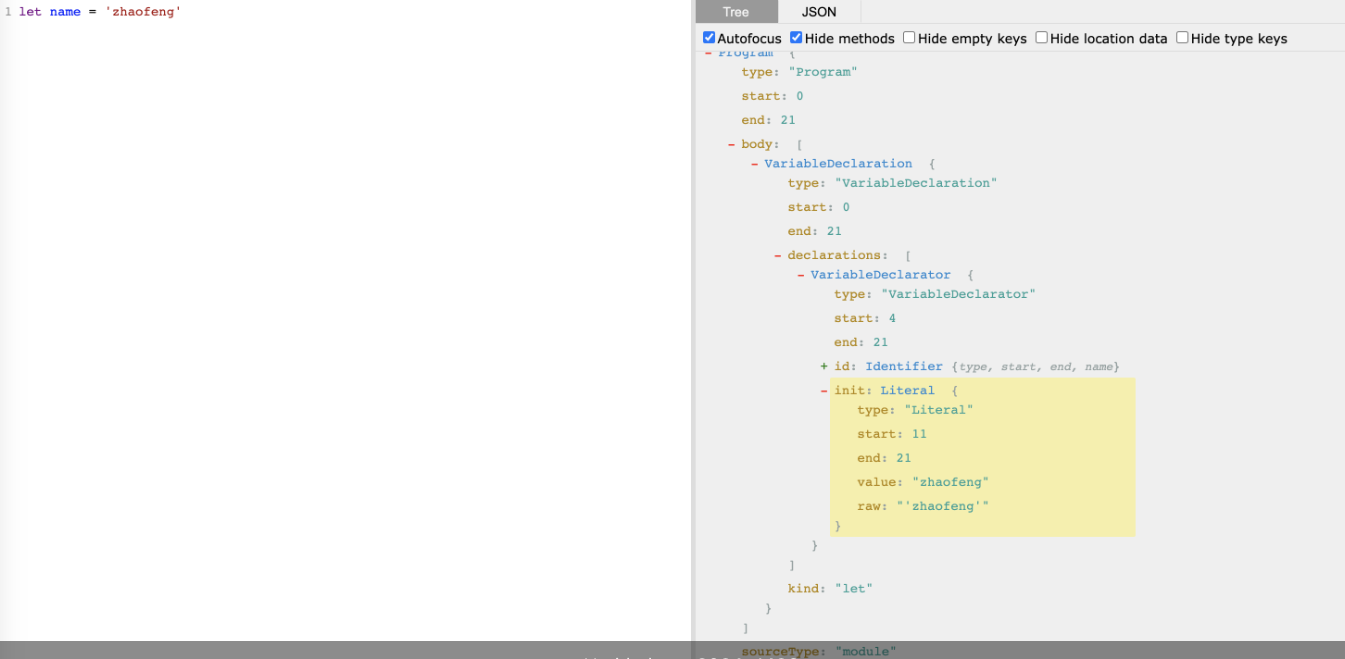 1 let name = 'zhaofeng'
Tree JSON
Autofocus Hide methods Hide empty keys Hide location data Hide type keys
- Program {
type: "Program"
start: 0
end: 21
- body: [
- VariableDeclaration {
type: "VariableDeclaration"
start: 0
end: 21
- declarations: [
- VariableDeclarator {
type: "VariableDeclarator"
start: 4
end: 21
+ id: Identifier {type, start, end, name}
- init: Literal {
type: "Literal"
start: 11
end: 21
value: "zhaofeng"
raw: "'zhaofeng'"
}
}
]
kind: "let"
}
]
sourceType: "module"